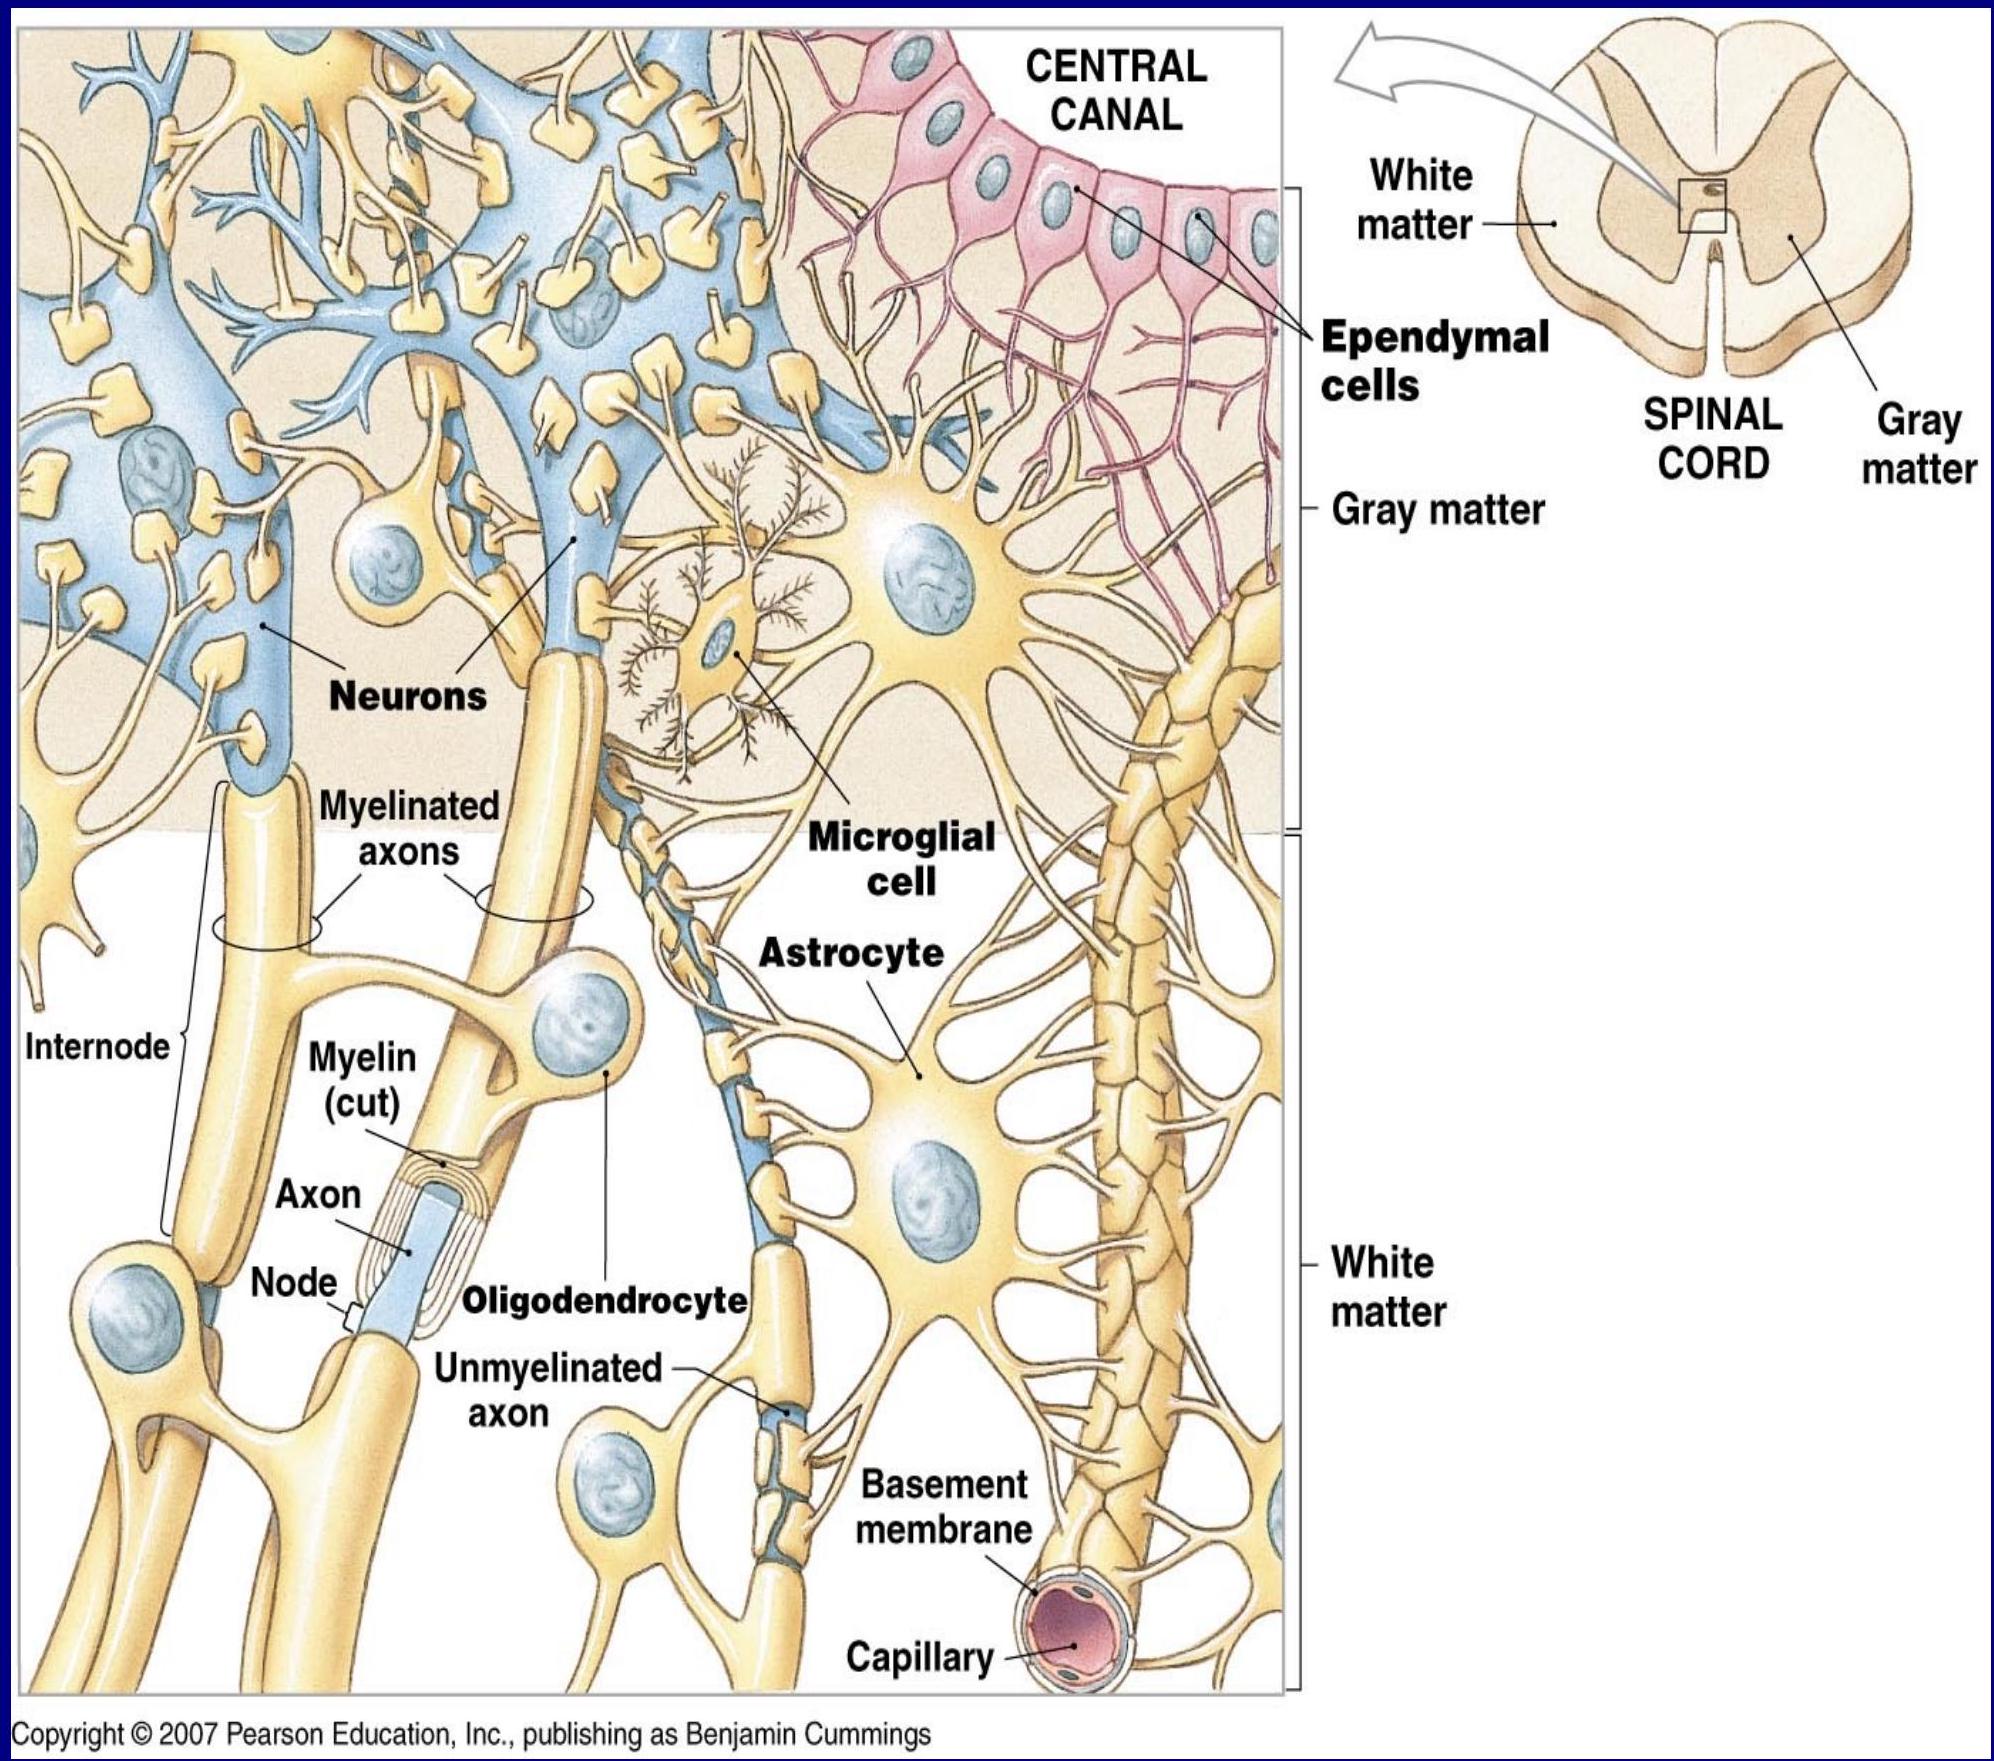 CENTRAL
CANAL
White
matter
Ependymal
cells
SPINAL
CORD
Gray
matter
Gray matter
Neurons
Myelinated
axons
Microglial
cell
Astrocyte
Internode
Myelin
(cut)
Axon
Node
Oligodendrocyte
White
matter
Unmyelinated
axon
Basement
membrane
Capillary
Copyright © 2007 Pearson Education, Inc., publishing as Benjamin Cummings